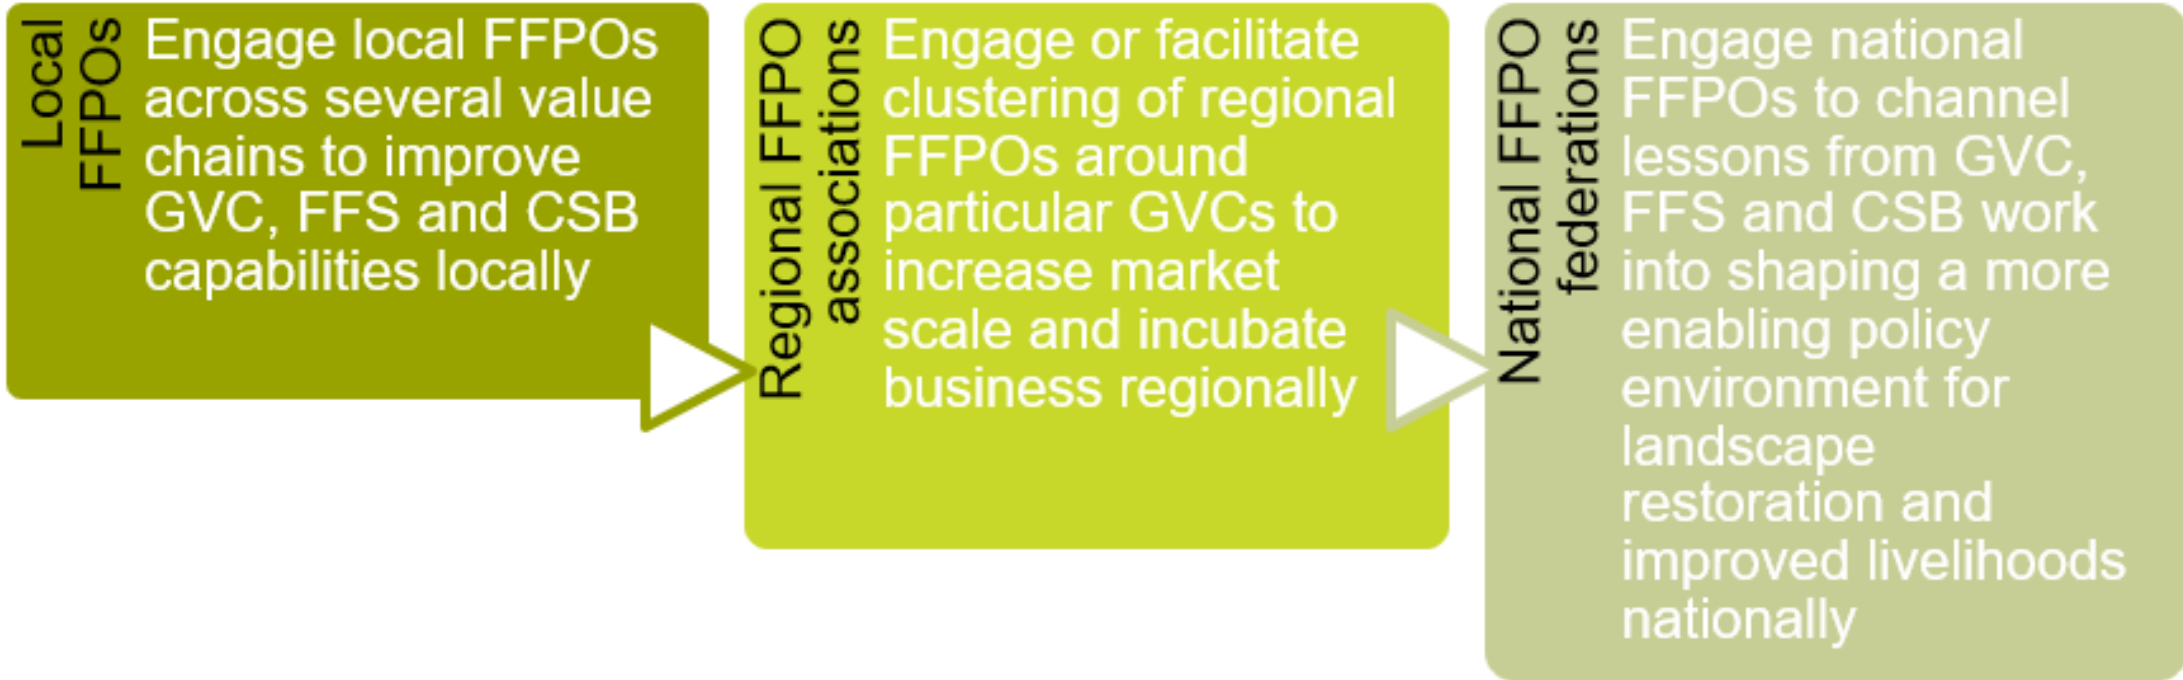 Local
FFPOs
Engage local FFPOs
across several value
chains to improve
GVC, FFS and CSB
capabilities locally
Regional FFPO
associations
Engage or facilitate
clustering of regional
FFPOs around
particular GVCs to
increase market
scale and incubate
business regionally
National FFPO
federations
Engage national
FFPOs to channel
lessons from GVC,
FFS and CSB work
into shaping a more
enabling policy
environment for
landscape
restoration and
improved livelihoods
nationally